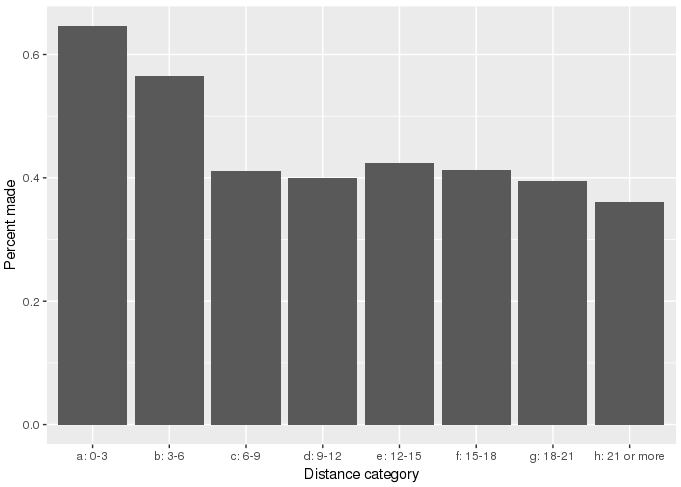 Percent made
0.6
0.4
0.2
0.0
a: 0-3 b: 3-6 c: 6-9 d: 9-12 e: 12-15 f: 15-18 g: 18-21 h: 21 or more
Distance category